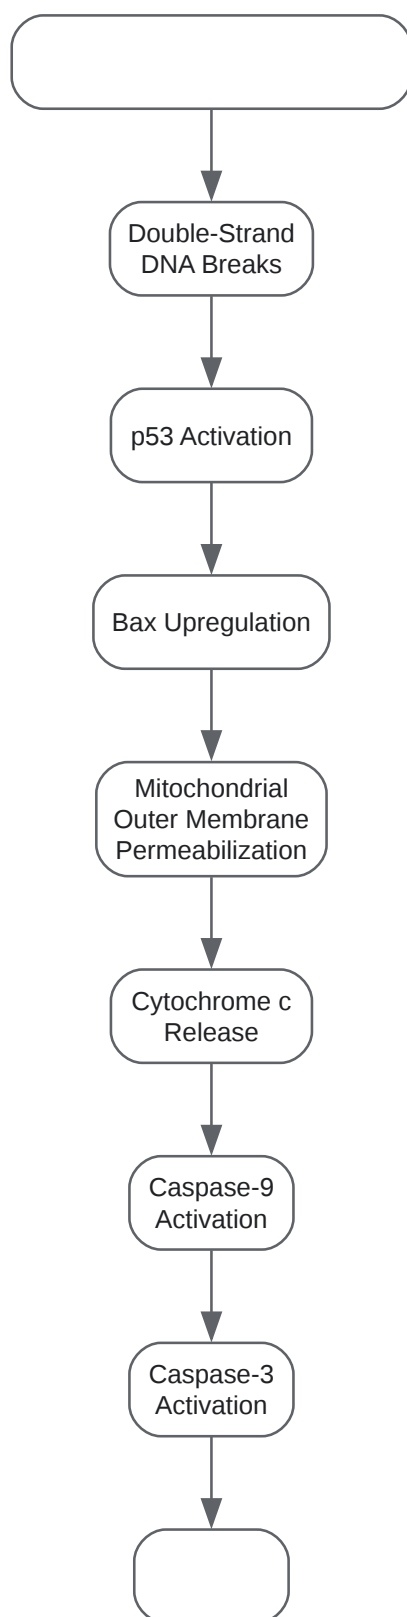 Double-Strand
DNA Breaks
p53 Activation
Bax Upregulation
Mitochondrial
Outer Membrane
Permeabilization
Cytochrome c
Release
Caspase-9
Activation
Caspase-3
Activation